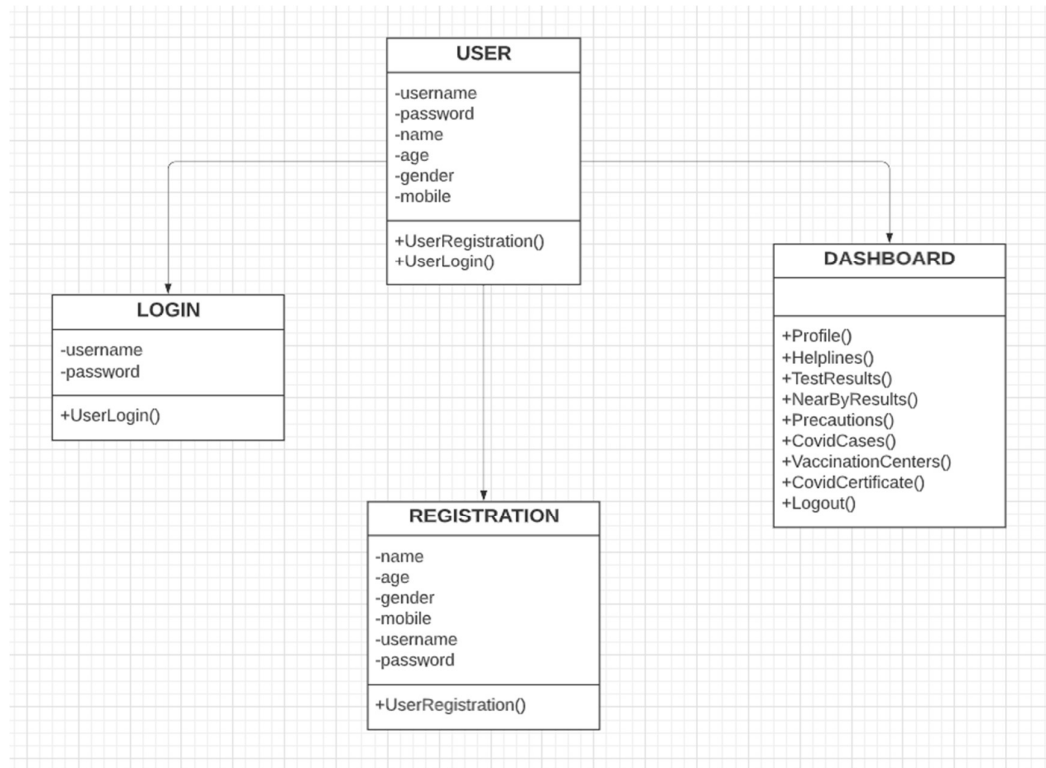 USER
-username
-password
-name
-age
-gender
-mobile
+UserRegistration()
+UserLogin()
LOGIN
-username
-password
+UserLogin()
DASHBOARD
+Profile()
+Helplines()
+TestResults()
+NearByResults()
+Precautions()
+CovidCases()
+VaccinationCenters()
+CovidCertificate()
+Logout()
REGISTRATION
-name
-age
-gender
-mobile
-username
-password
+UserRegistration()